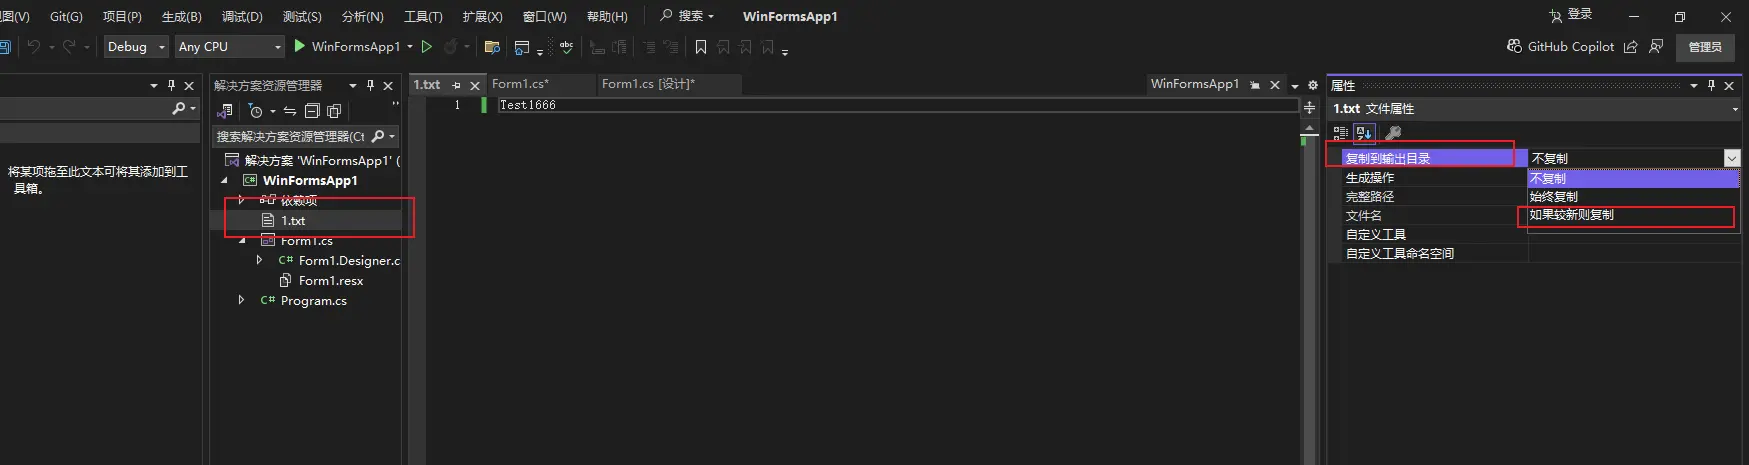 视图(V) Git(G) 项目(P) 生成(B) 调试(D) 测试(S) 分析(N) 工具(T) 扩展(X) 窗口(W) 帮助(H) 搜索 WinFormsApp1 登录
Debug Any CPU WinFormsApp1 GitHub Copilot 管理员
解决方案资源管理器
搜索解决方案资源管理器(Ct
解决方案 'WinFormsApp1' (
WinFormsApp1
依赖项
1.txt
Form1.cs
Form1.Designer.c
Form1.resx
Program.cs
将某项拖至此文本可将其添加到工
具箱。
1.txt Form1.cs* Form1.cs [设计]* WinFormsApp1
1 Test1666
属性
1.txt 文件属性
复制到输出目录 不复制
生成操作 不复制
完整路径 始终复制
文件名 如果较新则复制
自定义工具
自定义工具命名空间